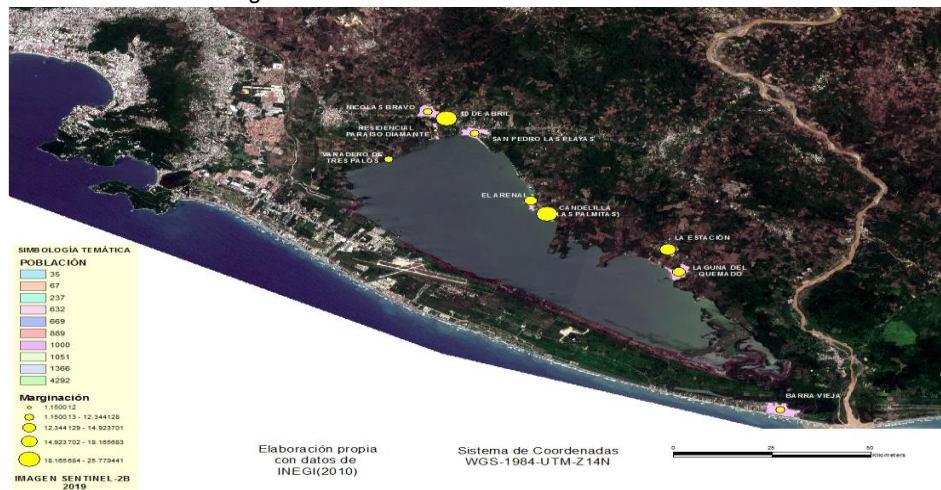 NICOLAS BRAVO
10 DE ABRIL
RESIDENCIAL
PARAISO DIAMANTE
SAN PEDRO LAS PLAYAS
VARADERO DE
TRES PALOS
EL ARENAL
CANDELILLA
(LAS PALMITAS)
LA ESTACIÓN
LAGUNA DEL
QUEMADO
BARRA VIEJA
SIMBOLOGÍA TEMÁTICA
POBLACIÓN
35
67
237
632
669
889
1000
1051
1366
4292
Marginación
1.150012
1.150013 - 12.344128
12.344129 - 14.923701
14.923702 - 18.165683
18.165684 - 25.779441
IMAGEN SENTINEL-2B
2019
Elaboración propia
con datos de
INEGI(2010)
Sistema de Coordenadas
WGS-1984-UTM-Z14N
0 25 50
Kilometers